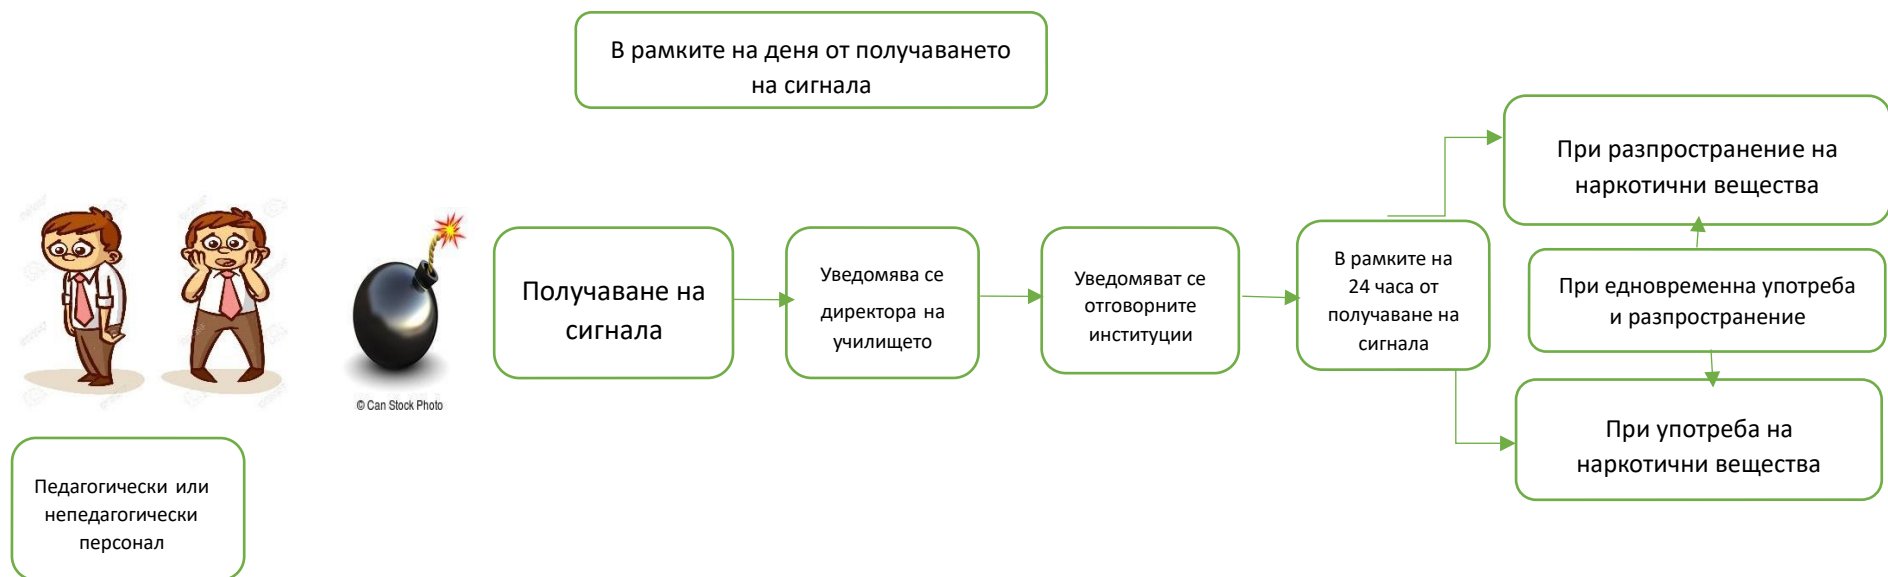 В рамките на деня от получаването
на сигнала
Получаване на
сигнала
Уведомява се
директора на
училището
Уведомяват се
отговорните
институции
В рамките на
24 часа от
получаване на
сигнала
При разпространение на
наркотични вещества
При едновременна употреба
и разпространение
При употреба на
наркотични вещества
© Can Stock Photo
Педагогически или
непедагогически
персонал